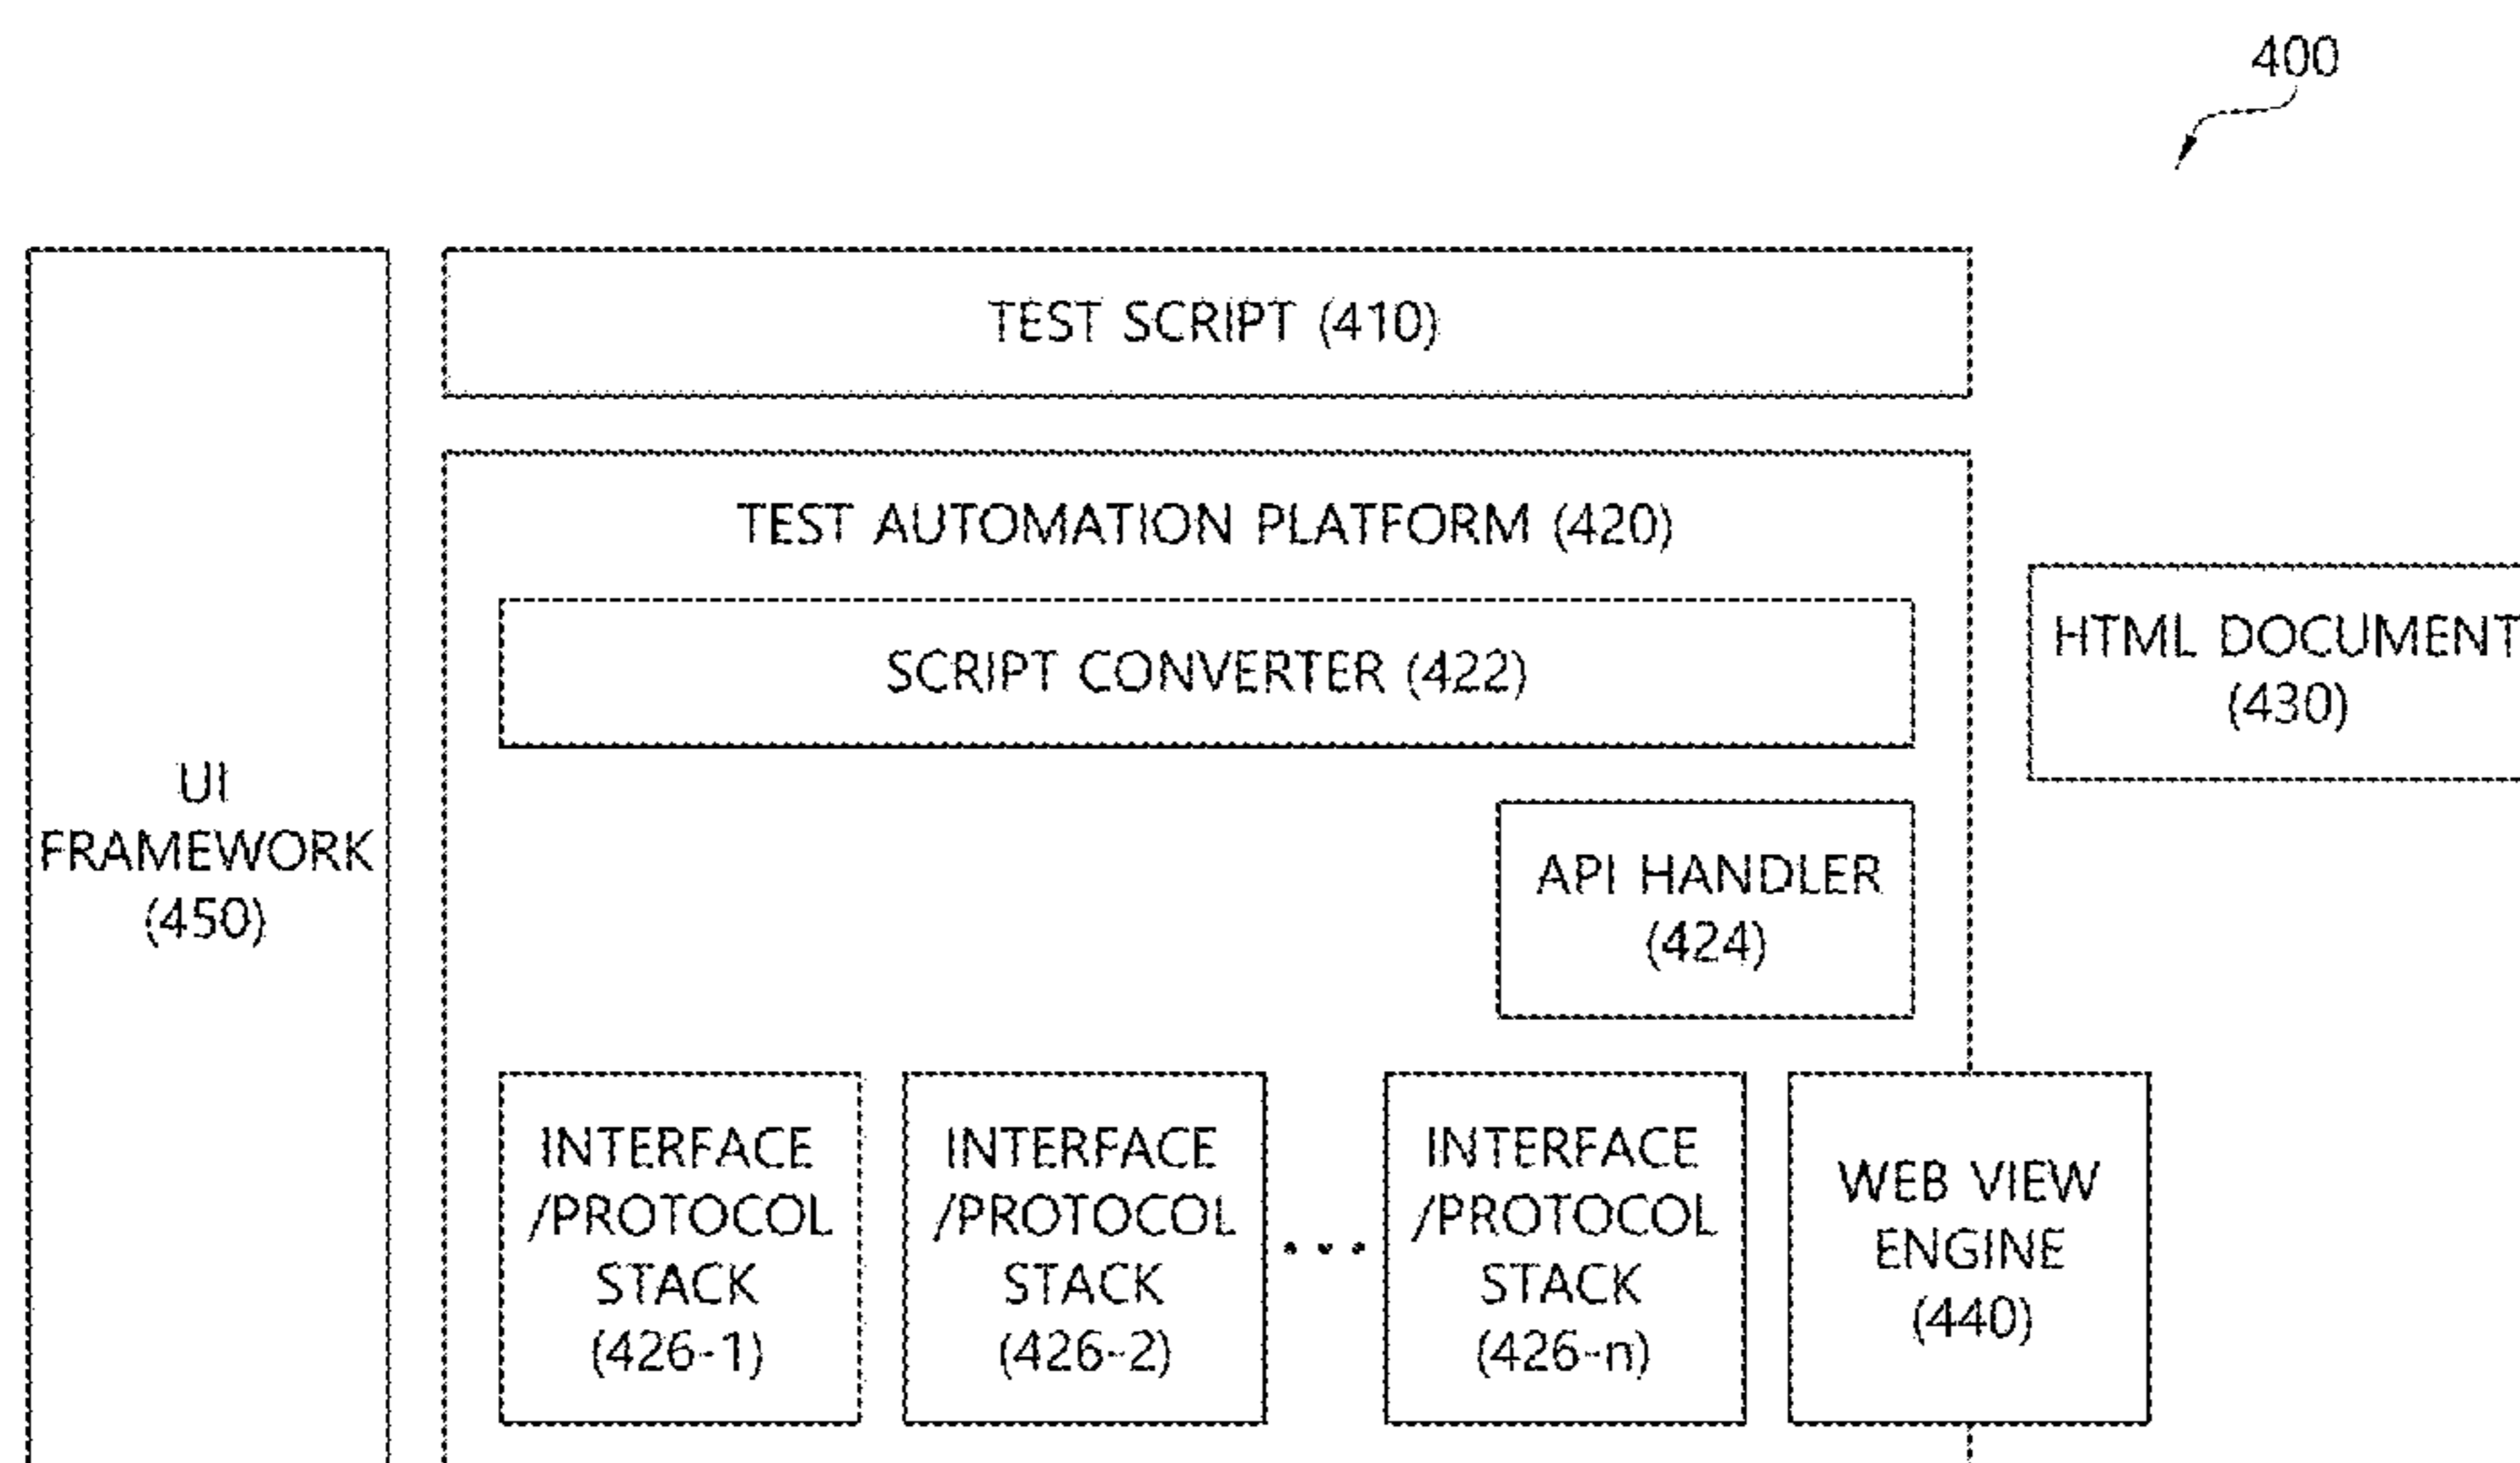 400
TEST SCRIPT (410)
TEST AUTOMATION PLATFORM (420)
SCRIPT CONVERTER (422)
HTML DOCUMENT
(430)
UI
FRAMEWORK
(450)
API HANDLER
(424)
INTERFACE
/PROTOCOL
STACK
(426-1)
INTERFACE
/PROTOCOL
STACK
(426-2)
• • •
INTERFACE
/PROTOCOL
STACK
(426-n)
WEB VIEW
ENGINE
(440)